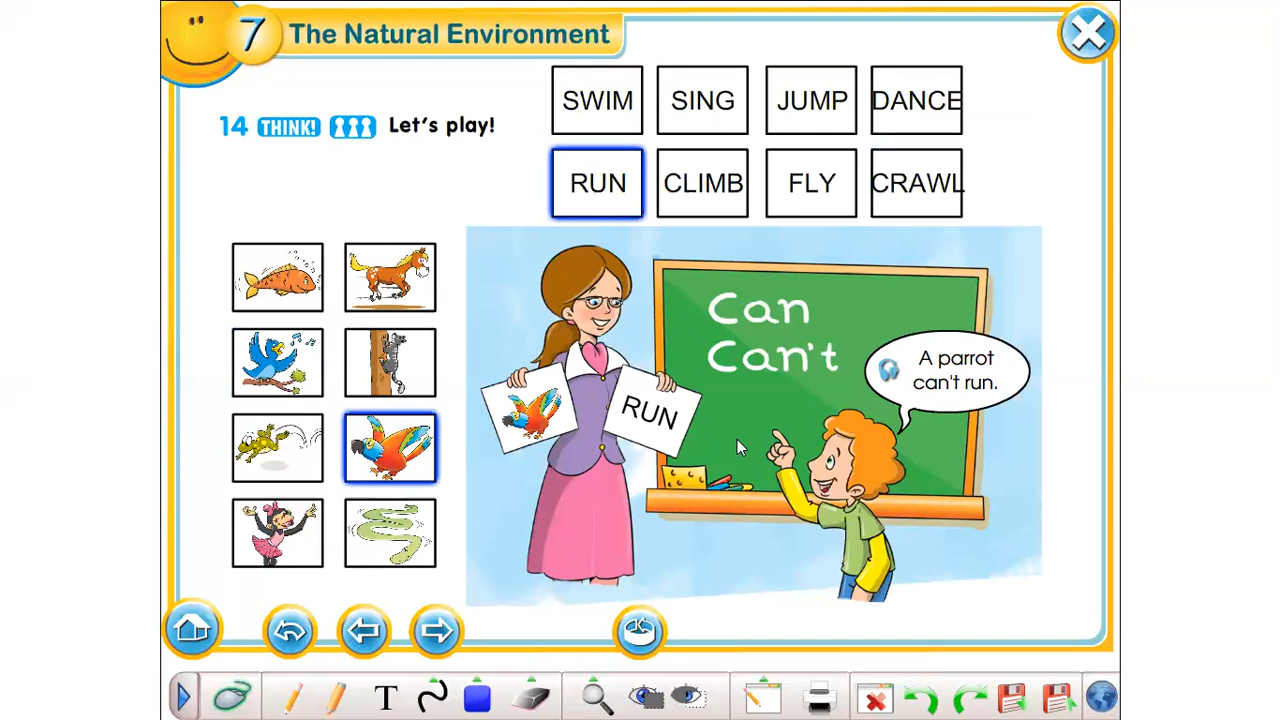 7 The Natural Environment
SWIM SING JUMP DANCE
14 THINK! Let's play!
RUN CLIMB FLY CRAWL
Can
Can't
A parrot
can't run.
RUN
K
T